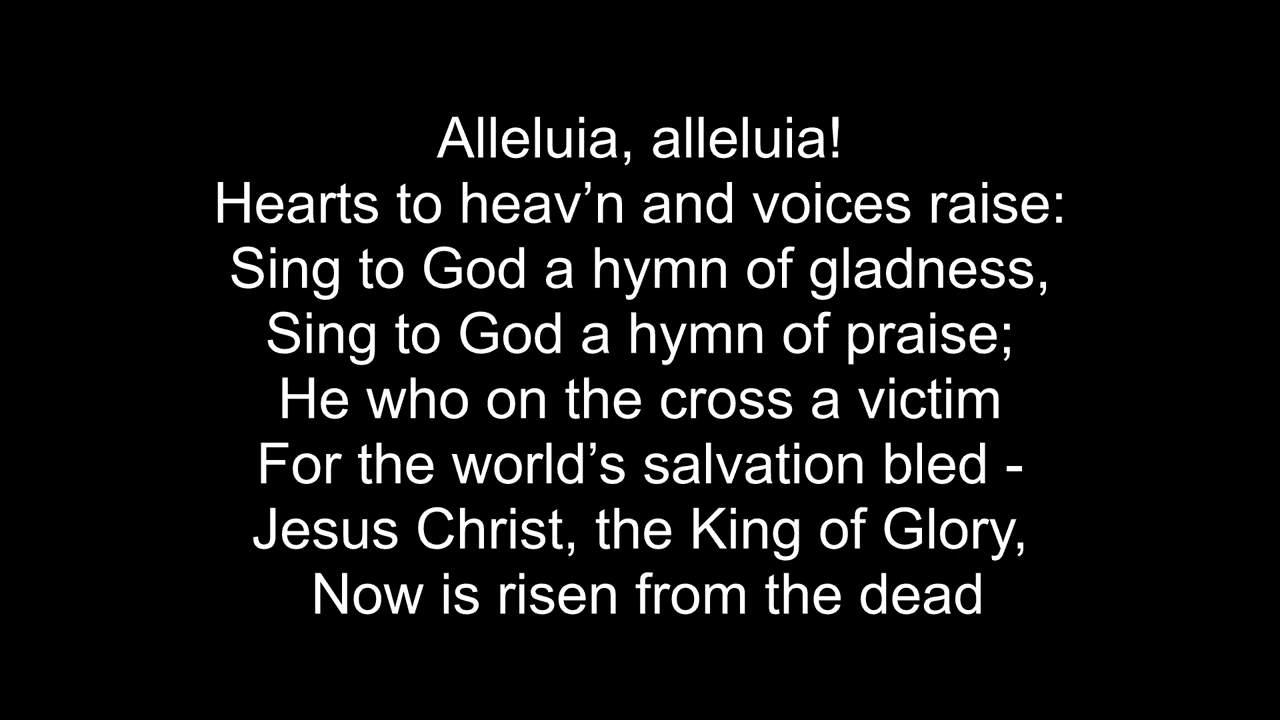 Alleluia, alleluia!
Hearts to heav’n and voices raise:
Sing to God a hymn of gladness,
Sing to God a hymn of praise;
He who on the cross a victim
For the world’s salvation bled -
Jesus Christ, the King of Glory,
Now is risen from the dead